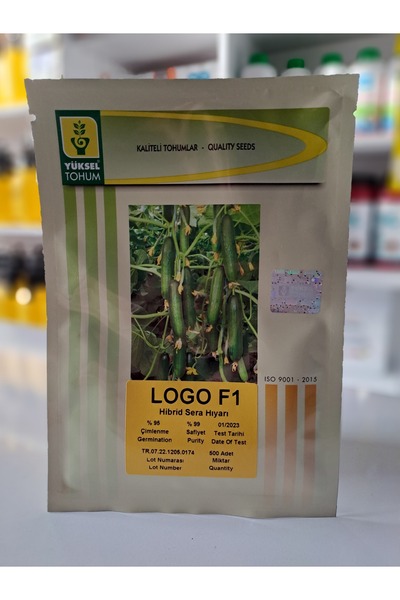 YÜKSEL
TOHUM
KALİTELİ TOHUMLAR - QUALITY SEEDS
ISO 9001 - 2015
LOGO F1
Hibrid Sera Hıyarı
% 95 % 99 01/2023
Çimlenme Safiyet Test Tarihi
Germination Purity Date Of Test
TR.07.22.1205.0174 500 Adet
Lot Numarası Miktar
Lot Number Quantity